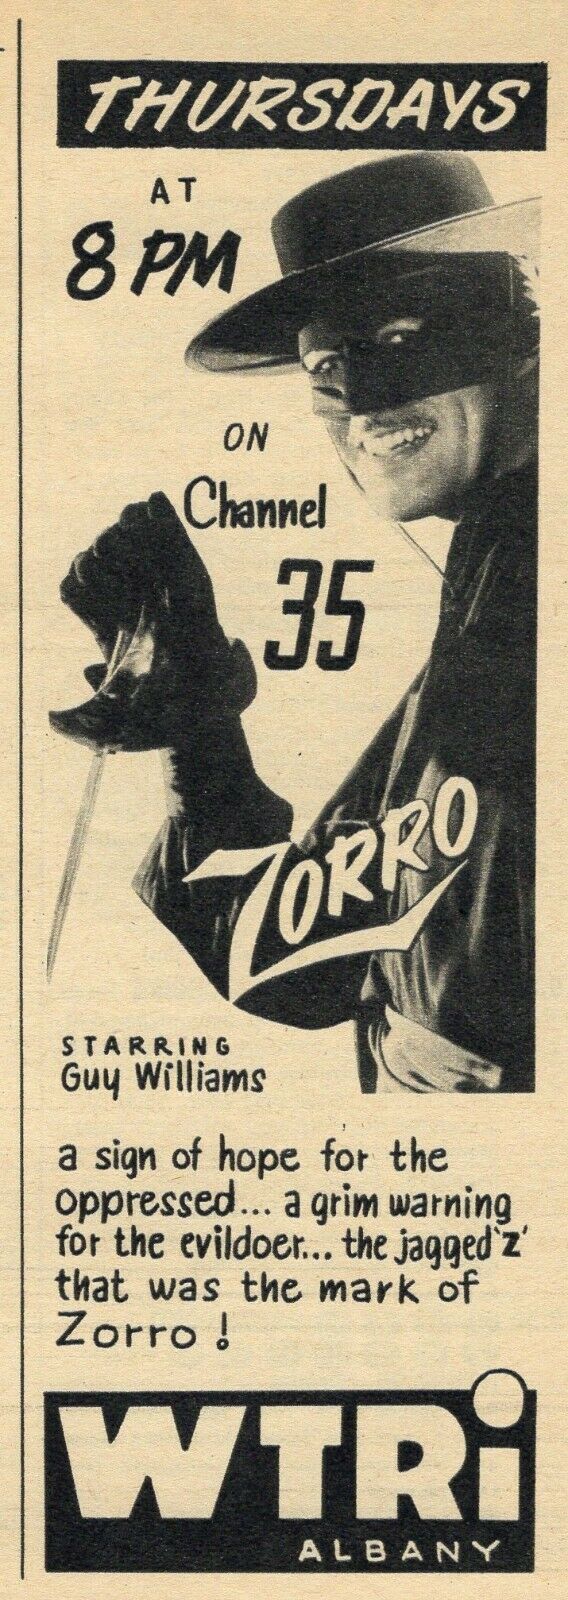 THURSDAYS
AT
8 PM
ON
Channel
35
ZORRO
STARRING
Guy Williams
a sign of hope for the
oppressed... a grim warning
for the evildoer... the jagged 'Z'
that was the mark of
Zorro !
WTRi
ALBANY